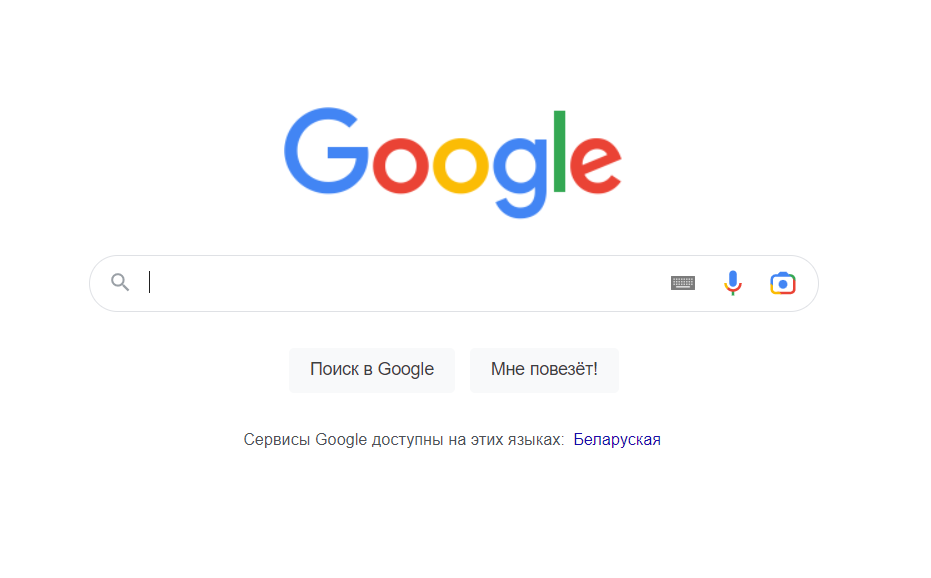 Google
Поиск в Google
Мне повезёт!
Сервисы Google доступны на этих языках: Беларуская